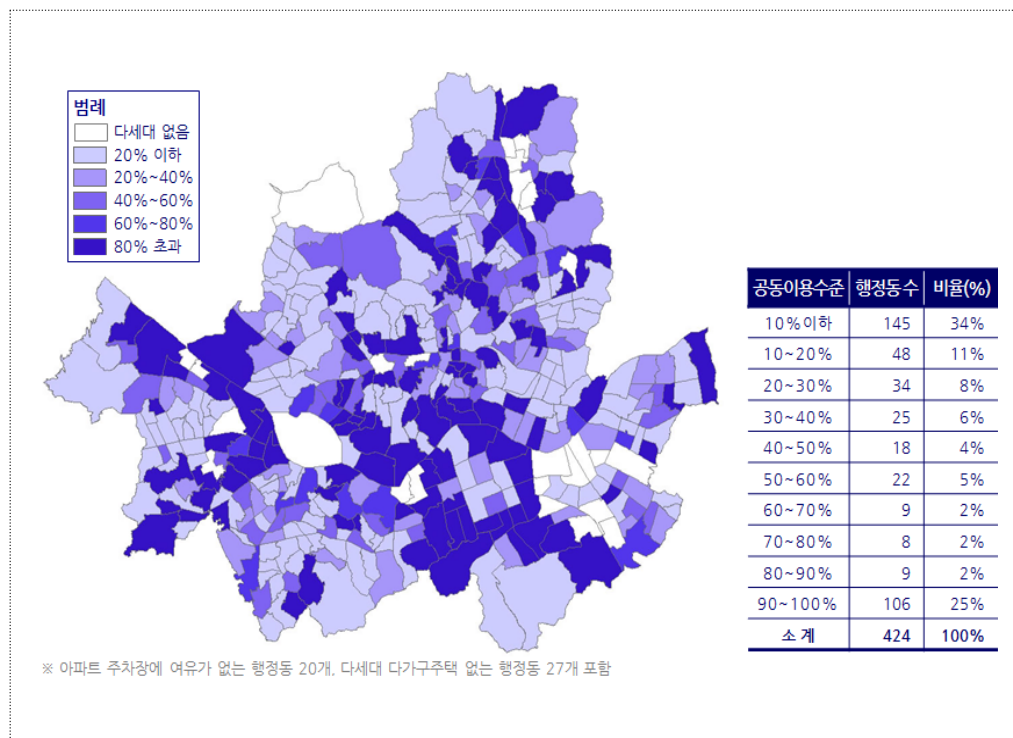 범례
다세대 없음
20% 이하
20%~40%
40%~60%
60%~80%
80% 초과
공동이용수준 행정동수 비율(%)
10%이하 145 34%
10~20% 48 11%
20~30% 34 8%
30~40% 25 6%
40~50% 18 4%
50~60% 22 5%
60~70% 9 2%
70~80% 8 2%
80~90% 9 2%
90~100% 106 25%
소 계 424 100%
※ 아파트 주차장에 여유가 없는 행정동 20개, 다세대 다가구주택 없는 행정동 27개 포함